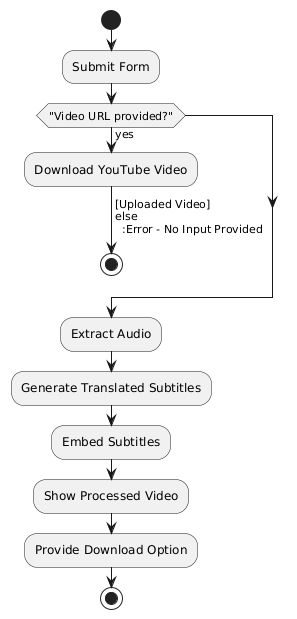 Submit Form
"Video URL provided?"
yes
Download YouTube Video
[Uploaded Video]
else
:Error - No Input Provided
Extract Audio
Generate Translated Subtitles
Embed Subtitles
Show Processed Video
Provide Download Option